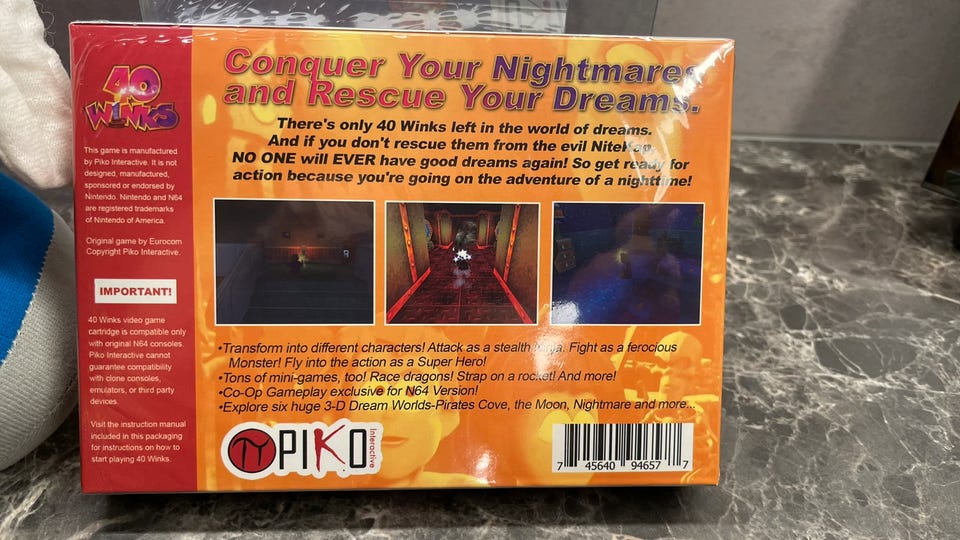 40
WINKS
This game is manufactured
by Piko Interactive. It is not
designed, manufactured,
sponsored or endorsed by
Nintendo. Nintendo and N64
are registered trademarks
of Nintendo of America.
Original game by Eurocom
Copyright Piko Interactive.
IMPORTANT!
40 Winks video game
cartridge is compatible only
with original N64 consoles.
Piko Interactive cannot
guarantee compatibility
with clone consoles,
emulators, or third party
devices.
Visit the instruction manual
included in this packaging
for instructions on how to
start playing 40 Winks.
Conquer Your Nightmares
and Rescue Your Dreams.
There's only 40 Winks left in the world of dreams.
And if you don't rescue them from the evil NiteKap,
NO ONE will EVER have good dreams again! So get ready for
action because you're going on the adventure of a nighttime!
•Transform into different characters! Attack as a stealth Ninja. Fight as a ferocious
Monster! Fly into the action as a Super Hero!
•Tons of mini-games, too! Race dragons! Strap on a rocket! And more!
•Co-Op Gameplay exclusive for N64 Version!
•Explore six huge 3-D Dream Worlds-Pirates Cove, the Moon, Nightmare and more...
PIKO
Interactive
7 45640 94657 7